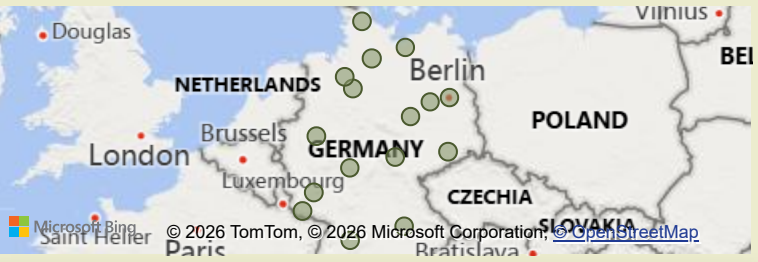 Vilnius
Douglas
BEL
Berlin
NETHERLANDS
POLAND
Brussels
London
GERMANY
Luxembourg
CZECHIA
SLOVAKIA
Microsoft Bing
© 2026 TomTom, © 2026 Microsoft Corporation, © OpenStreetMap
Saint Helier
Paris
Bratislava